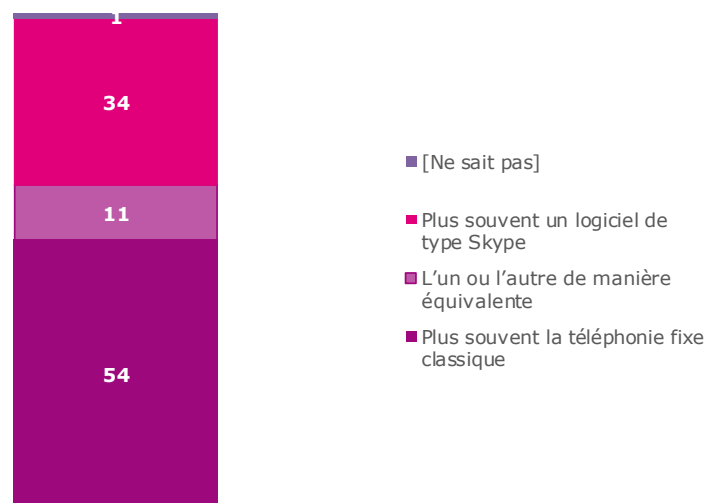 1
34
11
54
[Ne sait pas]
Plus souvent un logiciel de
type Skype
L’un ou l’autre de manière
équivalente
Plus souvent la téléphonie fixe
classique